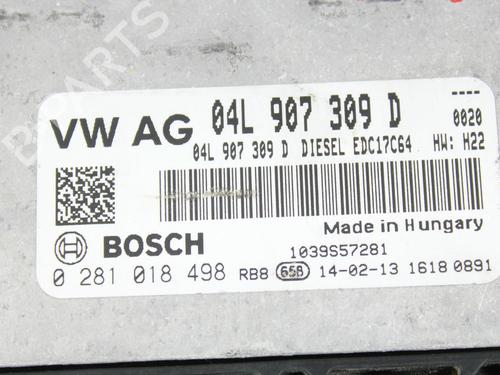 VW AG 04L 907 309 D
----
0020
04L 907 309 D DIESEL EDC17C64 HW: H22
Made in Hungary
BOSCH 1039S57281
0 281 018 498 RB8 658 14-02-13 1618 0891